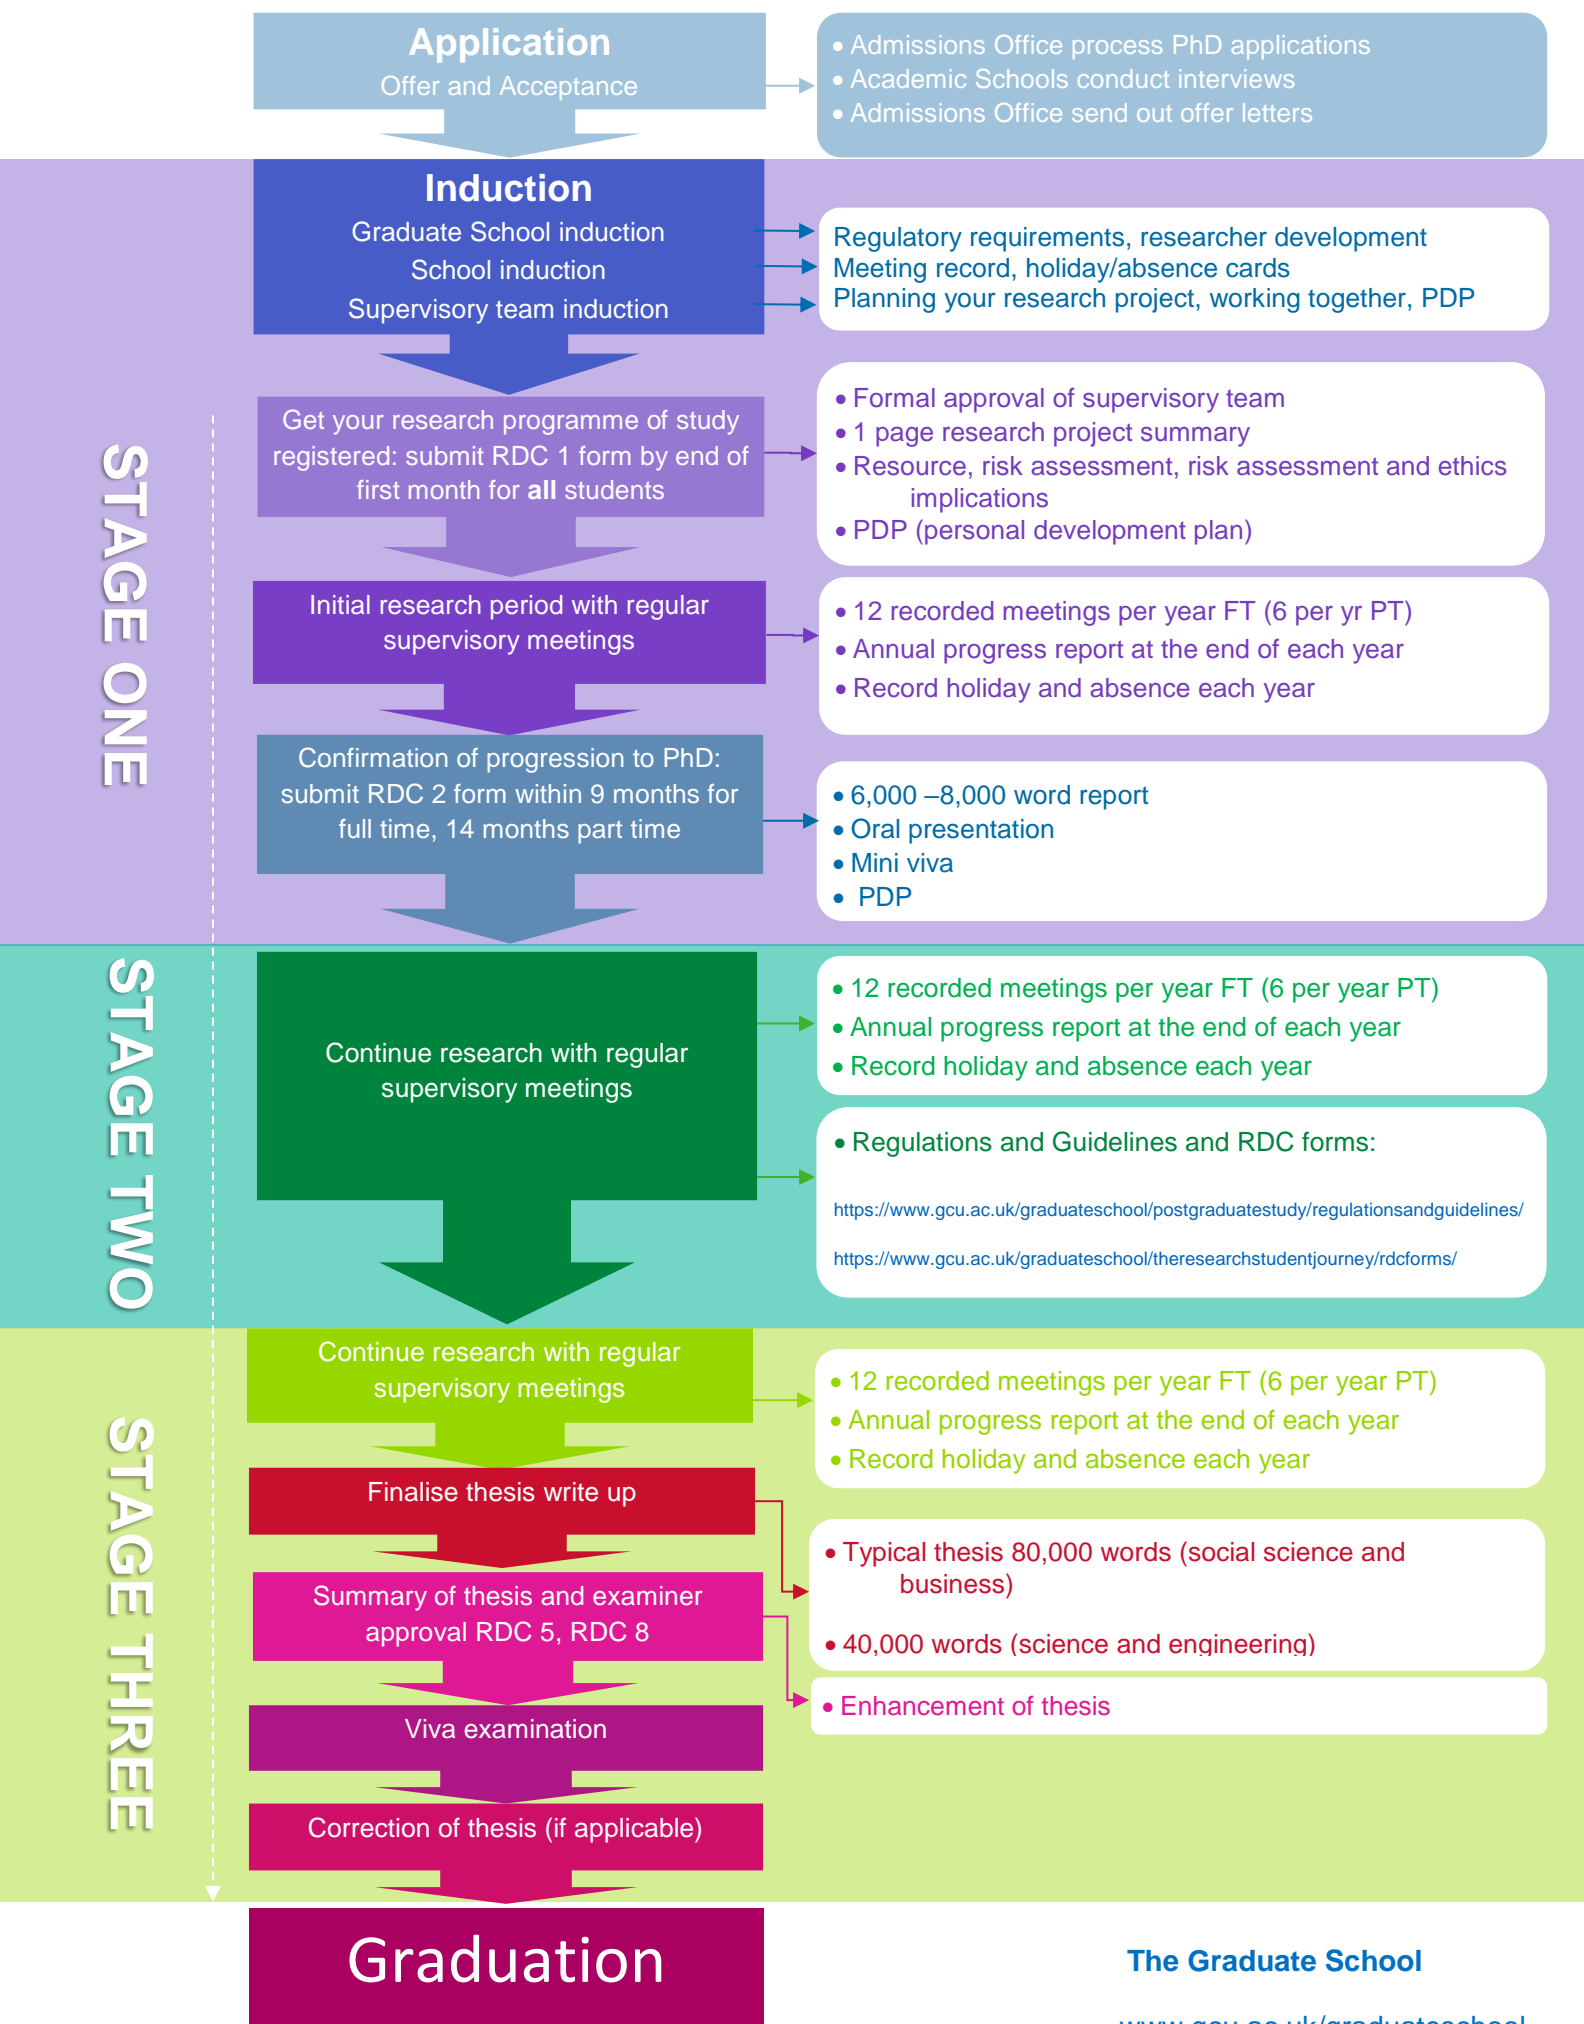 Application
Offer and Acceptance
• Admissions Office process PhD applications
• Academic Schools conduct interviews
• Admissions Office send out offer letters
STAGE ONE
Induction
Graduate School induction
School induction
Supervisory team induction
Regulatory requirements, researcher development
Meeting record, holiday/absence cards
Planning your research project, working together, PDP
Get your research programme of study
registered: submit RDC 1 form by end of
first month for all students
• Formal approval of supervisory team
• 1 page research project summary
• Resource, risk assessment, risk assessment and ethics
implications
• PDP (personal development plan)
Initial research period with regular
supervisory meetings
• 12 recorded meetings per year FT (6 per yr PT)
• Annual progress report at the end of each year
• Record holiday and absence each year
Confirmation of progression to PhD:
submit RDC 2 form within 9 months for
full time, 14 months part time
• 6,000 –8,000 word report
• Oral presentation
• Mini viva
• PDP
STAGE TWO
Continue research with regular
supervisory meetings
• 12 recorded meetings per year FT (6 per year PT)
• Annual progress report at the end of each year
• Record holiday and absence each year
• Regulations and Guidelines and RDC forms:
https://www.gcu.ac.uk/graduateschool/postgraduatestudy/regulationsandguidelines/
https://www.gcu.ac.uk/graduateschool/theresearchstudentjourney/rdcforms/
STAGE THREE
Continue research with regular
supervisory meetings
• 12 recorded meetings per year FT (6 per year PT)
• Annual progress report at the end of each year
• Record holiday and absence each year
Finalise thesis write up
• Typical thesis 80,000 words (social science and
business)
• 40,000 words (science and engineering)
Summary of thesis and examiner
approval RDC 5, RDC 8
• Enhancement of thesis
Viva examination
Correction of thesis (if applicable)
Graduation
The Graduate School
www.gcu.ac.uk/graduateschool